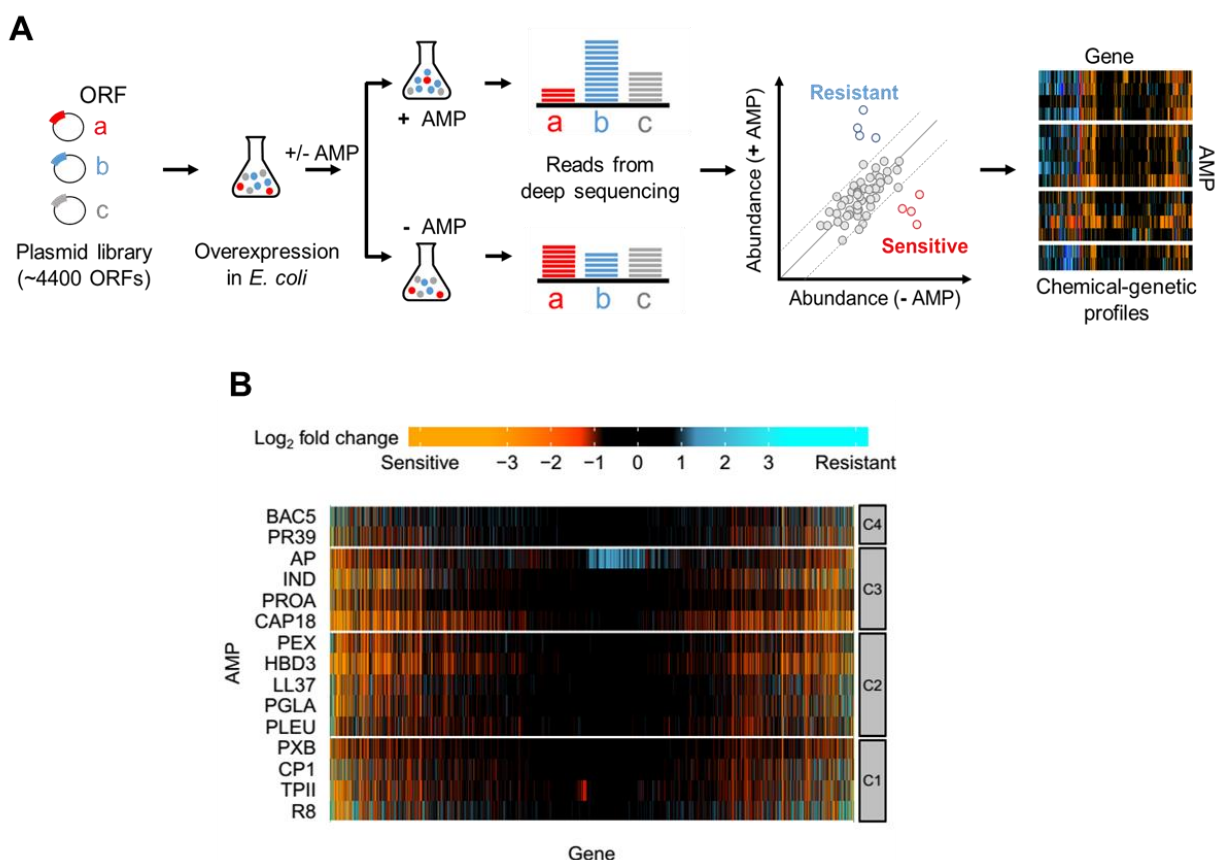 A
ORF
a
b
c
Plasmid library
(~4400 ORFs)
Overexpression
in E. coli
+/- AMP
+ AMP
- AMP
a b c
Reads from
deep sequencing
a b c
Abundance (+ AMP)
Resistant
Sensitive
Abundance (- AMP)
Gene
AMP
Chemical-genetic
profiles
B
Log2 fold change
Sensitive −3 −2 −1 0 1 2 3 Resistant
BAC5
PR39
AP
IND
PROA
CAP18
PEX
HBD3
LL37
PGLA
PLEU
PXB
CP1
TPII
R8
AMP
C4
C3
C2
C1
Gene